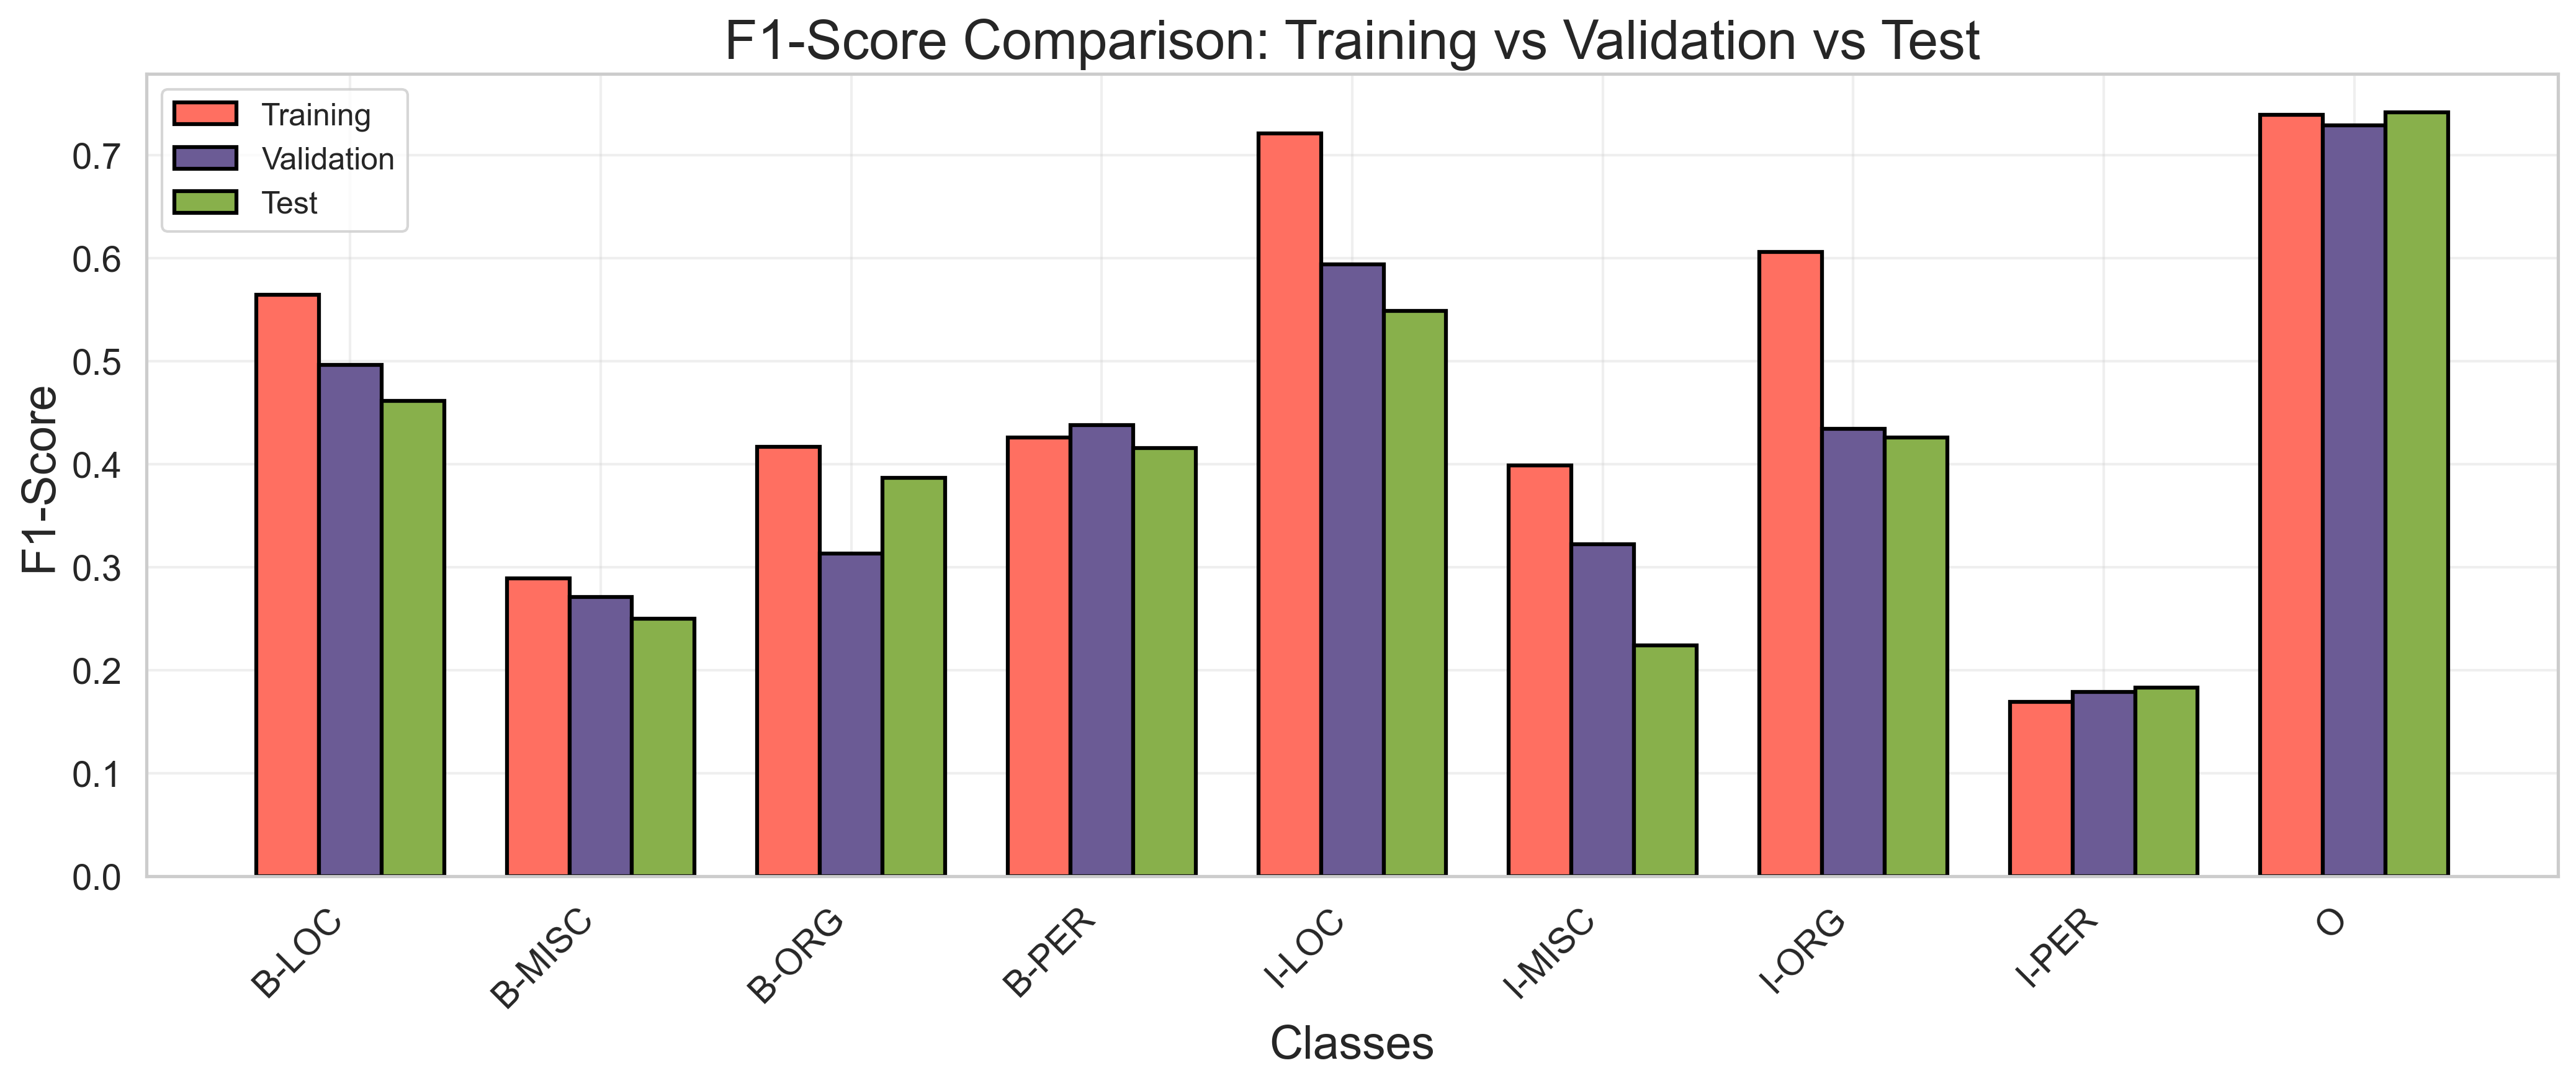 F1-Score Comparison: Training vs Validation vs Test
Training
Validation
Test
F1-Score
0.7
0.6
0.5
0.4
0.3
0.2
0.1
0.0
B-LOC
B-MISC
B-ORG
B-PER
I-LOC
I-MISC
I-ORG
I-PER
O
Classes